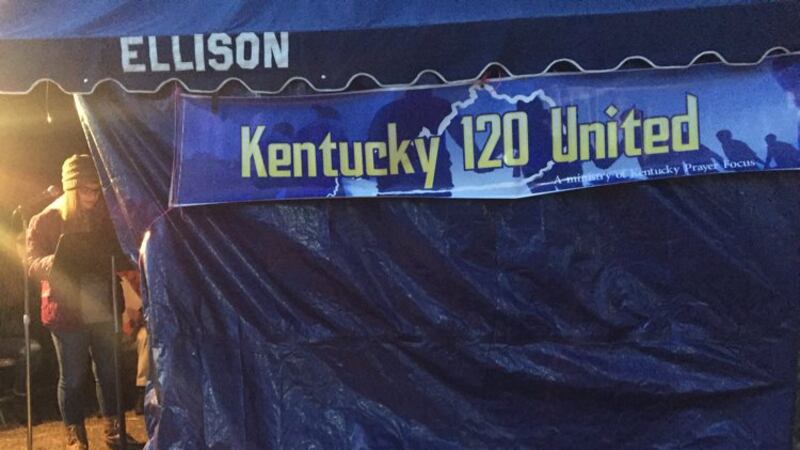 ELLISON
Kentucky 120 United
A ministry of Kentucky Prayer Focus